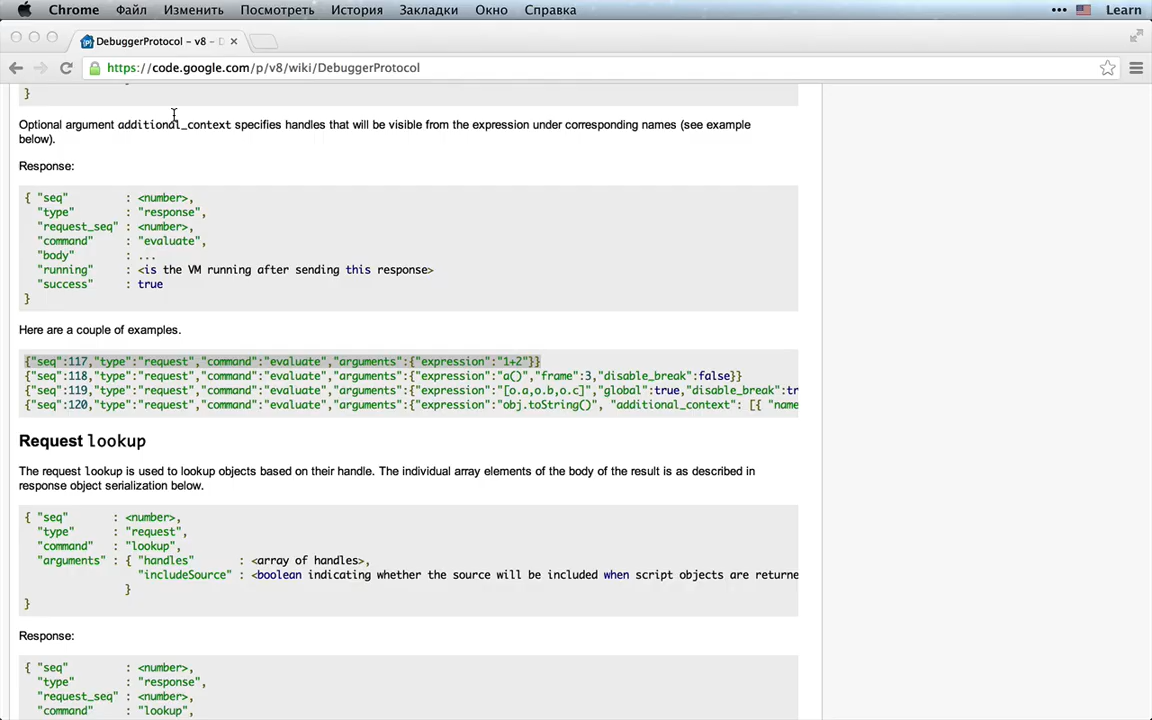 Chrome Файл Изменить Посмотреть История Закладки Окно Справка ••• Learn
DebuggerProtocol – v8 –
https://code.google.com/p/v8/wiki/DebuggerProtocol
}
Optional argument additional_context specifies handles that will be visible from the expression under corresponding names (see example
below).
Response:
{ "seq" : <number>,
"type" : "response",
"request_seq" : <number>,
"command" : "evaluate",
"body" : ...
"running" : <is the VM running after sending this response>
"success" : true
}
Here are a couple of examples.
{"seq":117,"type":"request","command":"evaluate","arguments":{"expression":"1+2"}}
{"seq":118,"type":"request","command":"evaluate","arguments":{"expression":"a()","frame":3,"disable_break":false}}
{"seq":119,"type":"request","command":"evaluate","arguments":{"expression":"[o.a,o.b,o.c]","global":true,"disable_break":tr
{"seq":120,"type":"request","command":"evaluate","arguments":{"expression":"obj.toString()", "additional_context": [{ "name
Request lookup
The request lookup is used to lookup objects based on their handle. The individual array elements of the body of the result is as described in
response object serialization below.
{ "seq" : <number>,
"type" : "request",
"command" : "lookup",
"arguments" : { "handles" : <array of handles>,
"includeSource" : <boolean indicating whether the source will be included when script objects are returne
}
}
Response:
{ "seq" : <number>,
"type" : "response",
"request_seq" : <number>,
"command" : "lookup",